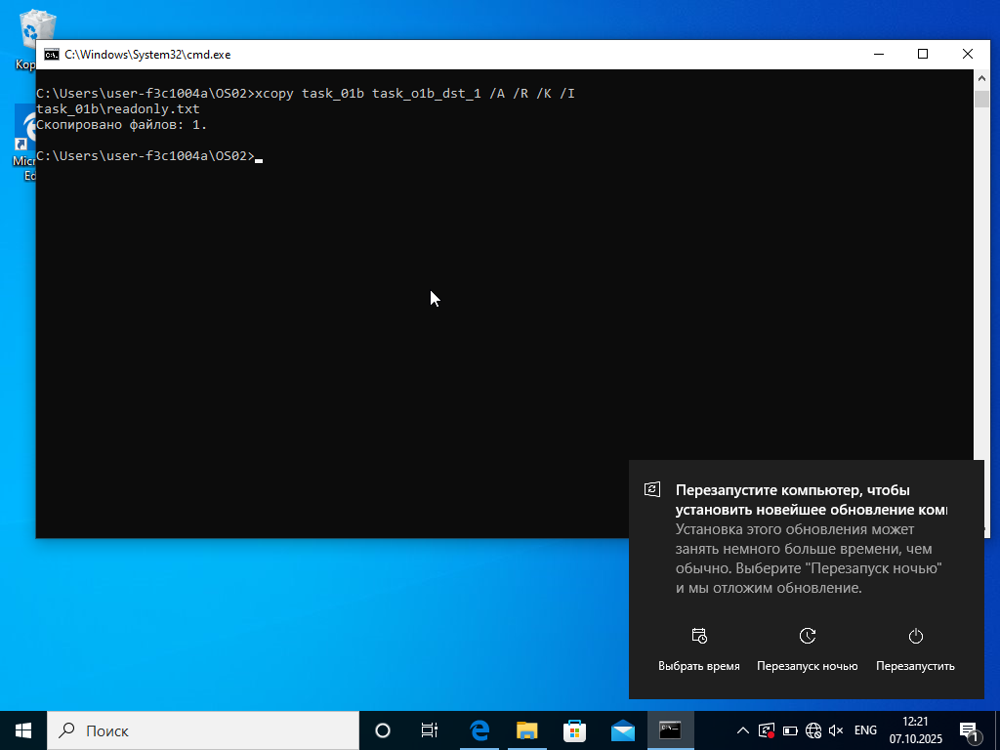 Кор
C:\Windows\System32\cmd.exe
C:\Users\user-f3c1004a\OS02>xcopy task_01b task_o1b_dst_1 /A /R /K /I
task_01b\readonly.txt
Скопировано файлов: 1.
C:\Users\user-f3c1004a\OS02>
Micr
Ed
Перезапустите компьютер, чтобы
установить новейшее обновление ком
Установка этого обновления может
занять немного больше времени, чем
обычно. Выберите "Перезапуск ночью"
и мы отложим обновление.
Выбрать время
Перезапуск ночью
Перезапустить
Поиск
ENG
12:21
07.10.2025
1